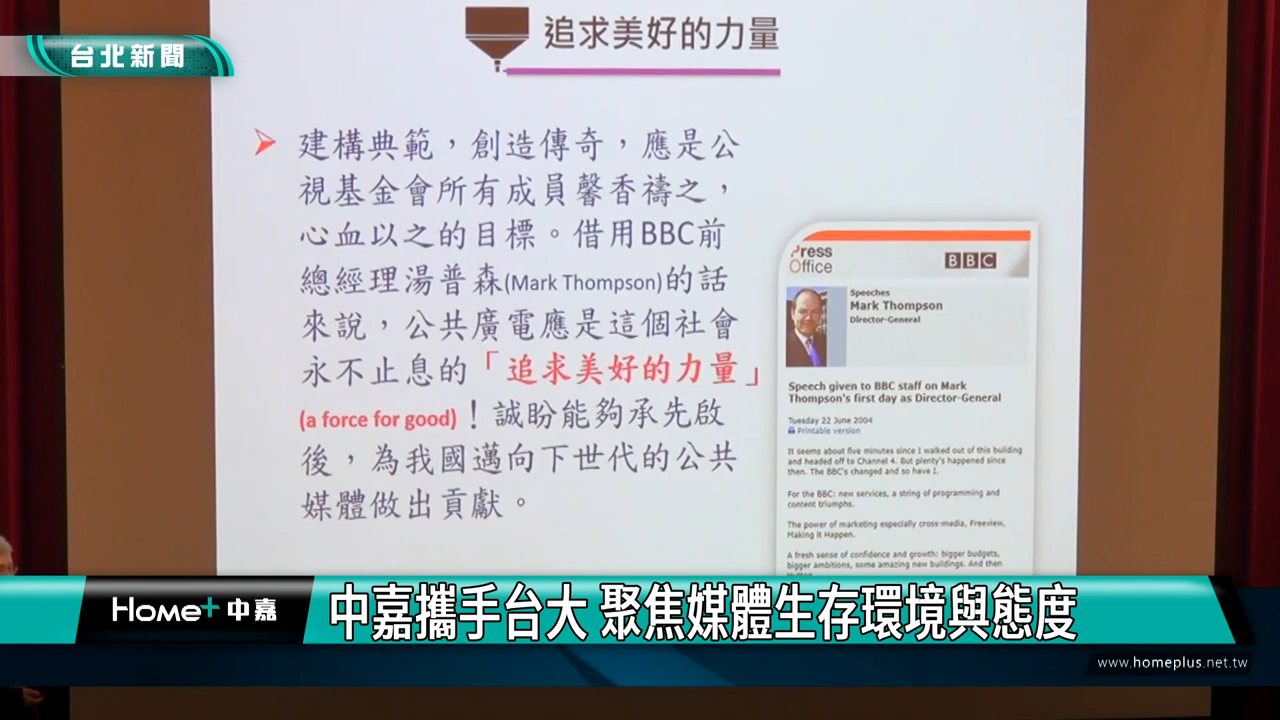 台北新聞
追求美好的力量
建構典範，創造傳奇，應是公
視基金會所有成員馨香禱之，
心血以之的目標。借用BBC前
總經理湯普森(Mark Thompson)的話
來說，公共廣電應是這個社會
永不止息的「追求美好的力量」
(a force for good)！誠盼能夠承先啟
後，為我國邁向下世代的公共
媒體做出貢獻。
Press
Office
BBC
Speeches
Mark Thompson
Director-General
Speech given to BBC staff on Mark
Thompson's first day as Director-General
Tuesday 22 June 2004
Printable version
It seems about five minutes since I walked out of this building
and headed off to Channel 4. But plenty's happened since
then. The BBC's changed and so have I.
For the BBC: new services, a string of programming and
content triumphs.
The power of marketing especially cross-media, Freeview,
Making it Happen.
A fresh sense of confidence and growth: bigger budgets,
bigger ambitions, some amazing new buildings. And then
Home+ 中嘉
中嘉攜手台大 聚焦媒體生存環境與態度
www.homeplus.net.tw